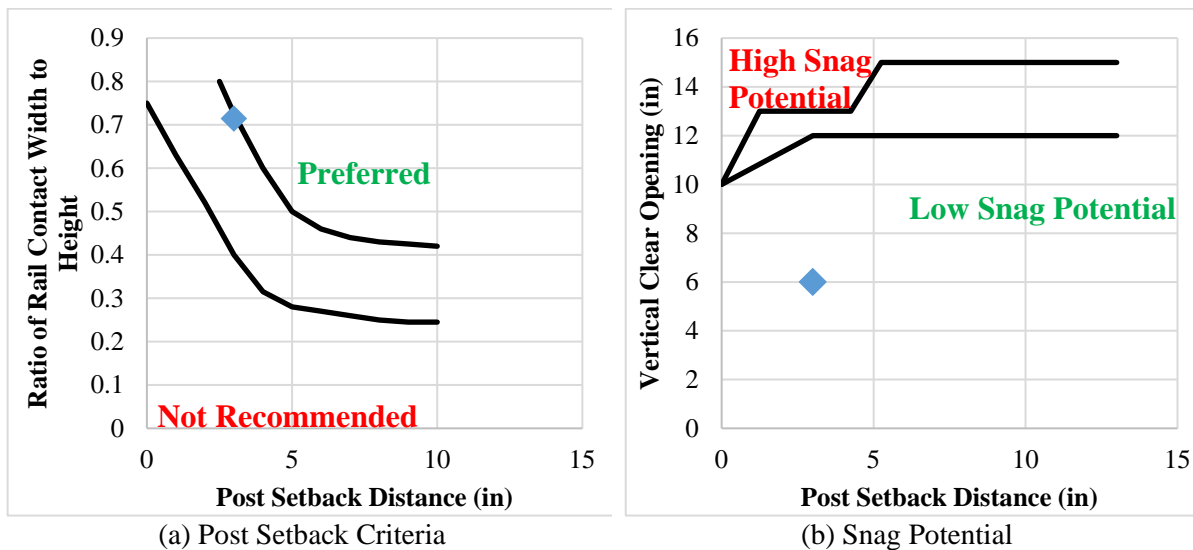 Ratio of Rail Contact Width to
Height
0.9
0.8
0.7
0.6
0.5
0.4
0.3
0.2
0.1
0
Preferred
Not Recommended
0
5
10
15
Post Setback Distance (in)
(a) Post Setback Criteria
Vertical Clear Opening (in)
16
14
12
10
8
6
4
2
0
High Snag
Potential
Low Snag Potential
0
5
10
15
Post Setback Distance (in)
(b) Snag Potential